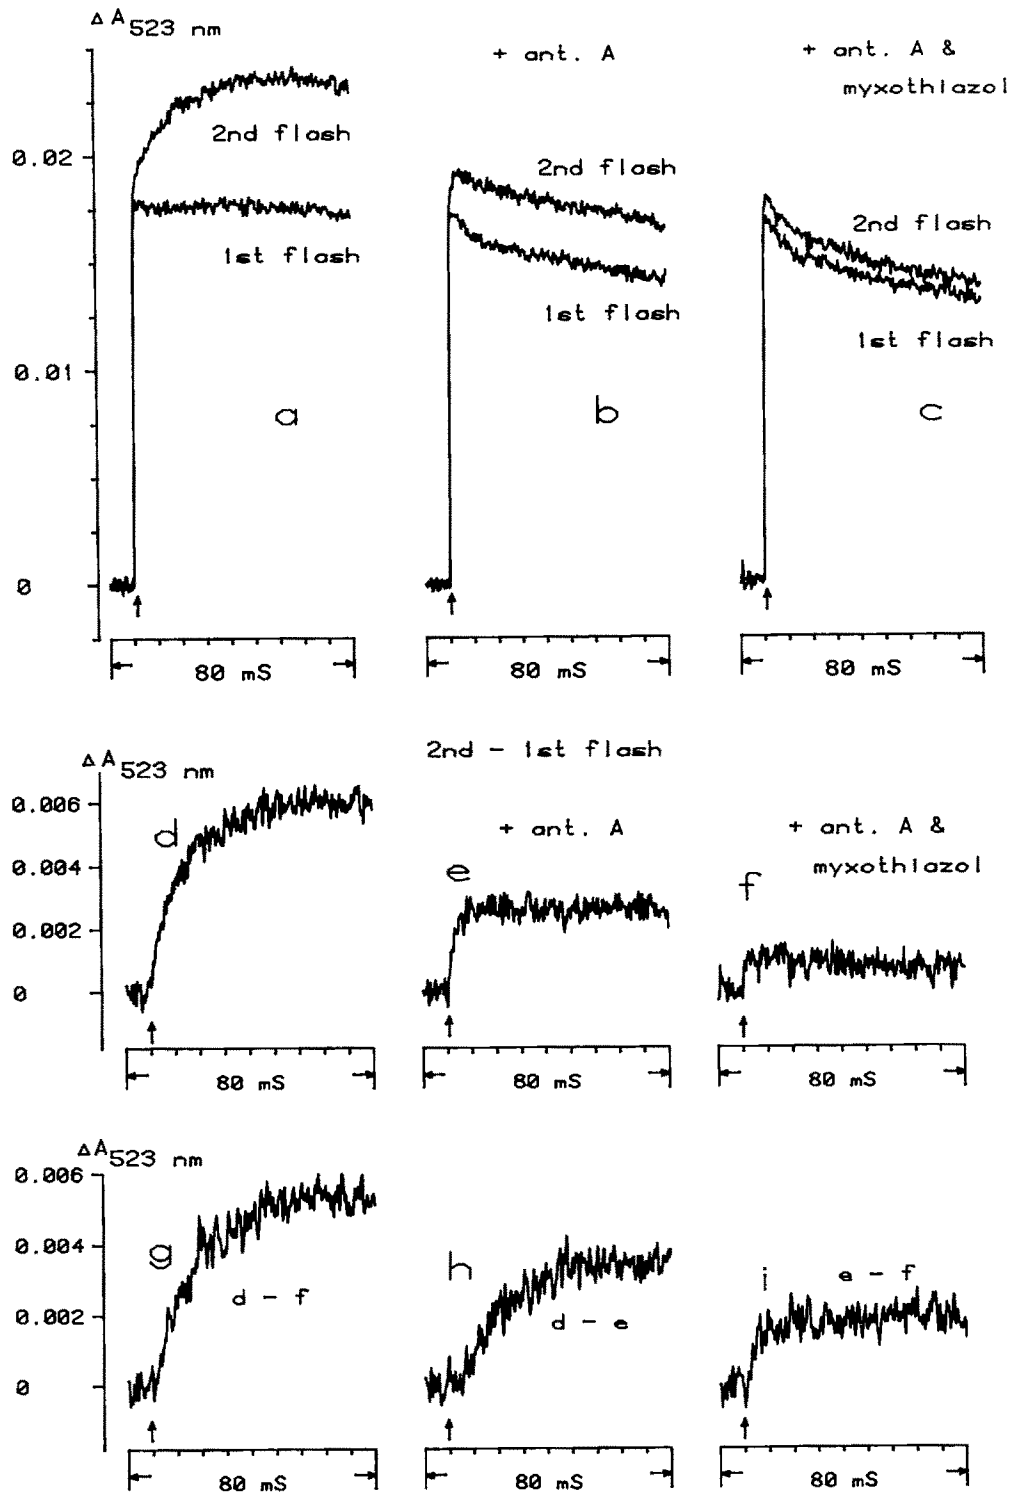 Δ A523 nm
+ ant. A
+ ant. A &
myxothiazol
2nd flash
1st flash
2nd flash
1st flash
2nd flash
1st flash
0.02
0.01
0
a
b
c
80 mS
80 mS
80 mS
2nd - 1st flash
Δ A523 nm
+ ant. A
+ ant. A &
myxothiazol
0.006
0.004
0.002
0
d
e
f
80 mS
80 mS
80 mS
Δ A523 nm
0.006
0.004
0.002
0
g
d - f
h
d - e
i
e - f
80 mS
80 mS
80 mS